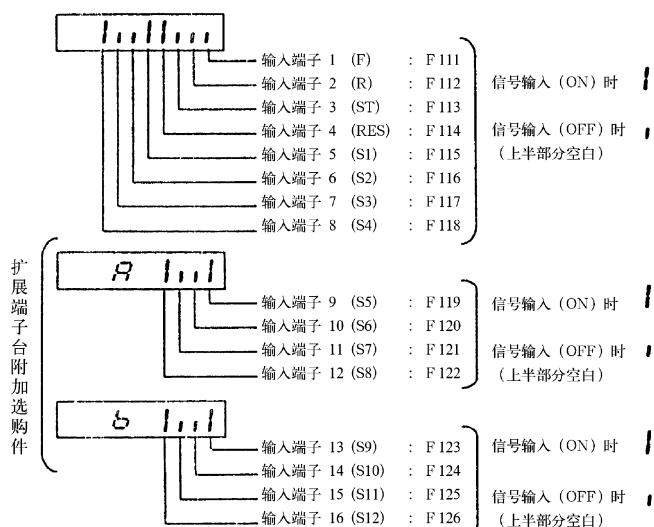 输入端子 1 (F) : F111
输入端子 2 (R) : F112
输入端子 3 (ST) : F113
输入端子 4 (RES) : F114
输入端子 5 (S1) : F115
输入端子 6 (S2) : F116
输入端子 7 (S3) : F117
输入端子 8 (S4) : F118
信号输入（ON）时
信号输入（OFF）时
（上半部分空白）
扩展端子台附加选购件
A
输入端子 9 (S5) : F119
输入端子 10 (S6) : F120
输入端子 11 (S7) : F121
输入端子 12 (S8) : F122
信号输入（ON）时
信号输入（OFF）时
（上半部分空白）
b
输入端子 13 (S9) : F123
输入端子 14 (S10) : F124
输入端子 15 (S11) : F125
输入端子 16 (S12) : F126
信号输入（ON）时
信号输入（OFF）时
（上半部分空白）